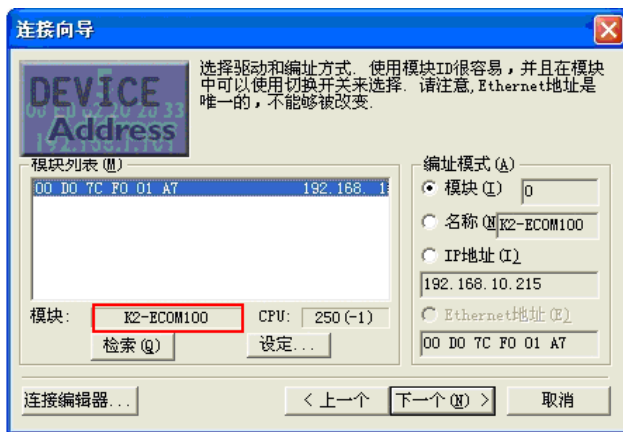 连接向导
选择驱动和编址方式. 使用模块ID很容易，并且在模块
中可以使用切换开关来选择. 请注意,Ethernet地址是
唯一的，不能够被改变.
DEVICE
Address
模块列表(M)
00 D0 7C F0 01 A7 192.168. 1
模块: K2-ECOM100 CPU: 250(-1)
检索(Q) 设定...
编址模式(A)
模块(I) 0
名称(N K2-ECOM100
IP地址(I)
192.168.10.215
Ethernet地址(E)
00 D0 7C F0 01 A7
连接编辑器... < 上一个 下一个(N) > 取消